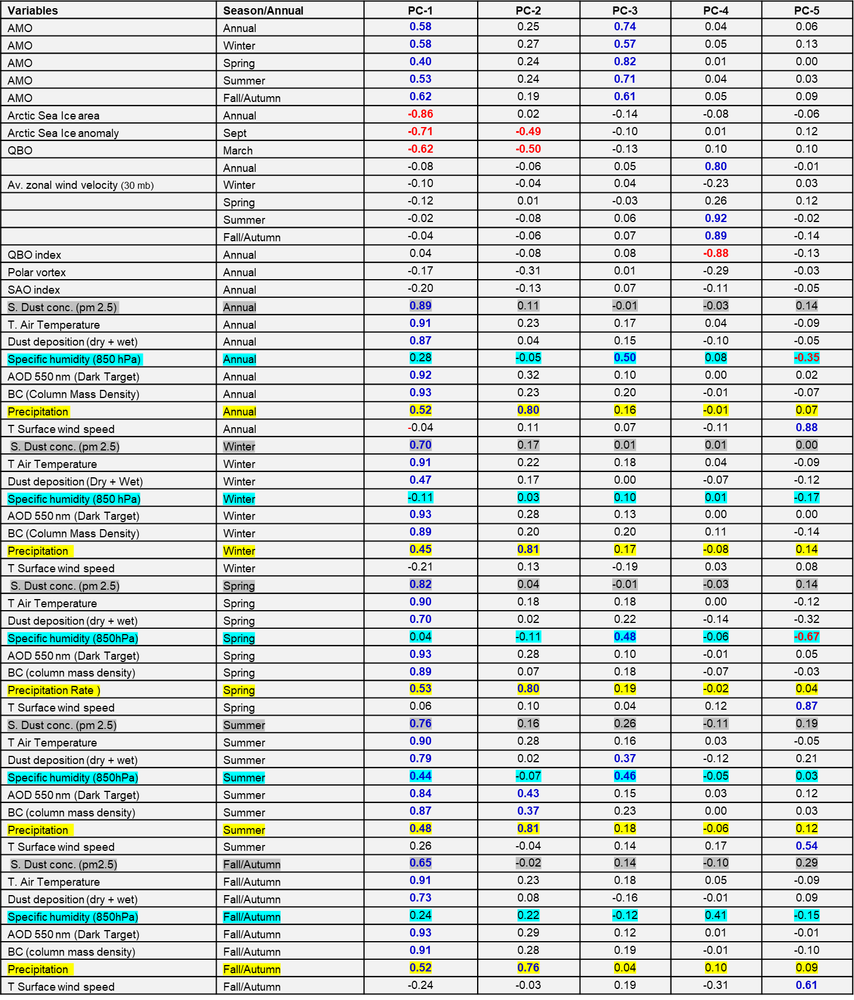 Variables Season/Annual PC-1 PC-2 PC-3 PC-4 PC-5
AMO Annual 0.58 0.25 0.74 0.04 0.06
AMO Winter 0.58 0.27 0.57 0.05 0.13
AMO Spring 0.40 0.24 0.82 0.01 0.00
AMO Summer 0.53 0.24 0.71 0.04 0.03
AMO Fall/Autumn 0.62 0.19 0.61 0.05 0.09
Arctic Sea Ice area Annual -0.86 0.02 -0.14 -0.08 -0.06
Arctic Sea Ice anomaly Sept -0.71 -0.49 -0.10 0.01 0.12
QBO March -0.62 -0.50 -0.13 0.10 0.10
Annual -0.08 -0.06 0.05 0.80 -0.01
Av. zonal wind velocity (30 mb) Winter -0.10 -0.04 0.04 -0.23 0.03
Spring -0.12 0.01 -0.03 0.26 0.12
Summer -0.02 -0.08 0.06 0.92 -0.02
Fall/Autumn -0.04 -0.06 0.07 0.89 -0.14
QBO index Annual 0.04 -0.08 0.08 -0.88 -0.13
Polar vortex Annual -0.17 -0.31 0.01 -0.29 -0.03
SAO index Annual -0.20 -0.13 0.07 -0.11 -0.05
S. Dust conc. (pm 2.5) Annual 0.89 0.11 -0.01 -0.03 0.14
T. Air Temperature Annual 0.91 0.23 0.17 0.04 -0.09
Dust deposition (dry + wet) Annual 0.87 0.04 0.15 -0.10 -0.05
Specific humidity (850 hPa) Annual 0.28 -0.05 0.50 0.08 -0.35
AOD 550 nm (Dark Target) Annual 0.92 0.32 0.10 0.00 0.02
BC (Column Mass Density) Annual 0.93 0.23 0.20 -0.01 -0.07
Precipitation Annual 0.52 0.80 0.16 -0.01 0.07
T Surface wind speed Annual -0.04 0.11 0.07 -0.11 0.88
S. Dust conc. (pm 2.5) Winter 0.70 0.17 0.01 0.01 0.00
T Air Temperature Winter 0.91 0.22 0.18 0.04 -0.09
Dust deposition (Dry + Wet) Winter 0.47 0.17 0.00 -0.07 -0.12
Specific humidity (850 hPa) Winter -0.11 0.03 0.10 0.01 -0.17
AOD 550 nm (Dark Target) Winter 0.93 0.28 0.13 0.00 0.00
BC (Column Mass Density) Winter 0.89 0.20 0.20 0.11 -0.14
Precipitation Winter 0.45 0.81 0.17 -0.08 0.14
T Surface wind speed Winter -0.21 0.13 -0.19 0.03 0.08
S. Dust conc. (pm 2.5) Spring 0.82 0.04 -0.01 -0.03 0.14
T Air Temperature Spring 0.90 0.18 0.18 0.00 -0.12
Dust deposition (dry + wet) Spring 0.70 0.02 0.22 -0.14 -0.32
Specific humidity (850hPa) Spring 0.04 -0.11 0.48 -0.06 -0.67
AOD 550 nm (Dark Target) Spring 0.93 0.28 0.10 -0.01 0.05
BC (column mass density) Spring 0.89 0.07 0.18 -0.07 -0.03
Precipitation Rate ) Spring 0.53 0.80 0.19 -0.02 0.04
T Surface wind speed Spring 0.06 0.10 0.04 0.12 0.87
S. Dust conc. (pm 2.5) Summer 0.76 0.16 0.26 -0.11 0.19
T Air Temperature Summer 0.90 0.28 0.16 0.03 -0.05
Dust deposition (dry + wet) Summer 0.79 0.02 0.37 -0.12 0.21
Specific humidity (850hPa) Summer 0.44 -0.07 0.46 -0.05 0.03
AOD 550 nm (Dark Target) Summer 0.84 0.43 0.15 0.03 0.12
BC (column mass density) Summer 0.87 0.37 0.23 0.00 0.03
Precipitation Summer 0.48 0.81 0.18 -0.06 0.12
T Surface wind speed Summer 0.26 -0.04 0.14 0.17 0.54
S. Dust conc. (pm2.5) Fall/Autumn 0.65 -0.02 0.14 -0.10 0.29
T. Air Temperature Fall/Autumn 0.91 0.23 0.18 0.05 -0.09
Dust deposition (dry + wet) Fall/Autumn 0.73 0.08 -0.16 -0.01 0.09
Specific humidity (850hPa) Fall/Autumn 0.24 0.22 -0.12 0.41 -0.15
AOD 550 nm (Dark Target) Fall/Autumn 0.93 0.29 0.12 0.01 -0.01
BC (column mass density) Fall/Autumn 0.91 0.28 0.19 -0.01 -0.10
Precipitation Fall/Autumn 0.52 0.76 0.04 0.10 0.09
T Surface wind speed Fall/Autumn -0.24 -0.03 0.19 -0.31 0.61